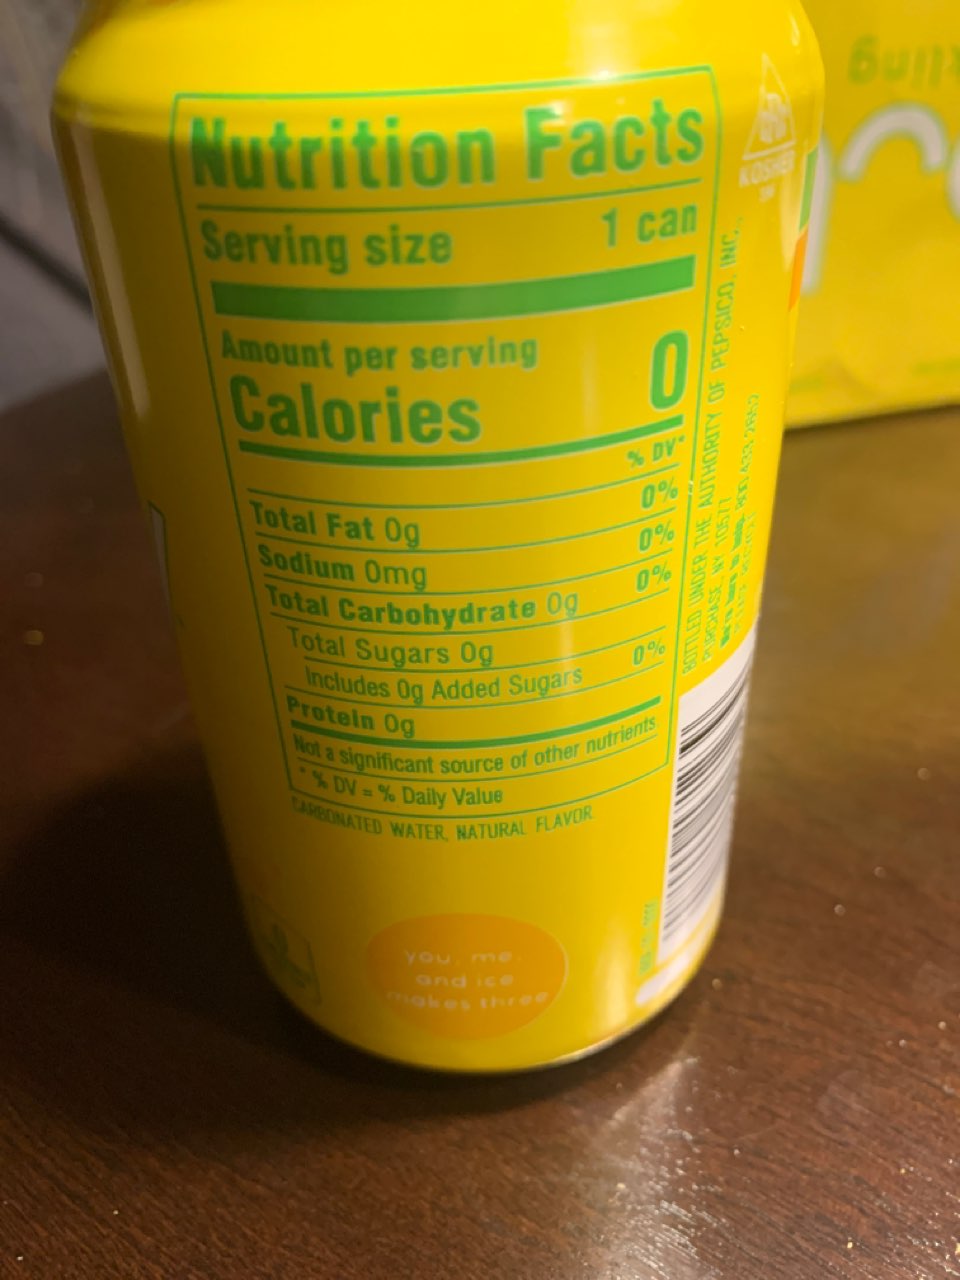 Nutrition Facts
Serving size 1 can
Amount per serving
Calories 0
% DV*
Total Fat 0g 0%
Sodium 0mg 0%
Total Carbohydrate 0g 0%
Total Sugars 0g
Includes 0g Added Sugars 0%
Protein 0g
Not a significant source of other nutrients
* % DV = % Daily Value
CARBONATED WATER, NATURAL FLAVOR
you, me,
and ice
makes three
KOSHER
BOTTLED UNDER THE AUTHORITY OF PEPSICO, INC.,
PURCHASE, NY 10577
800.433.2652